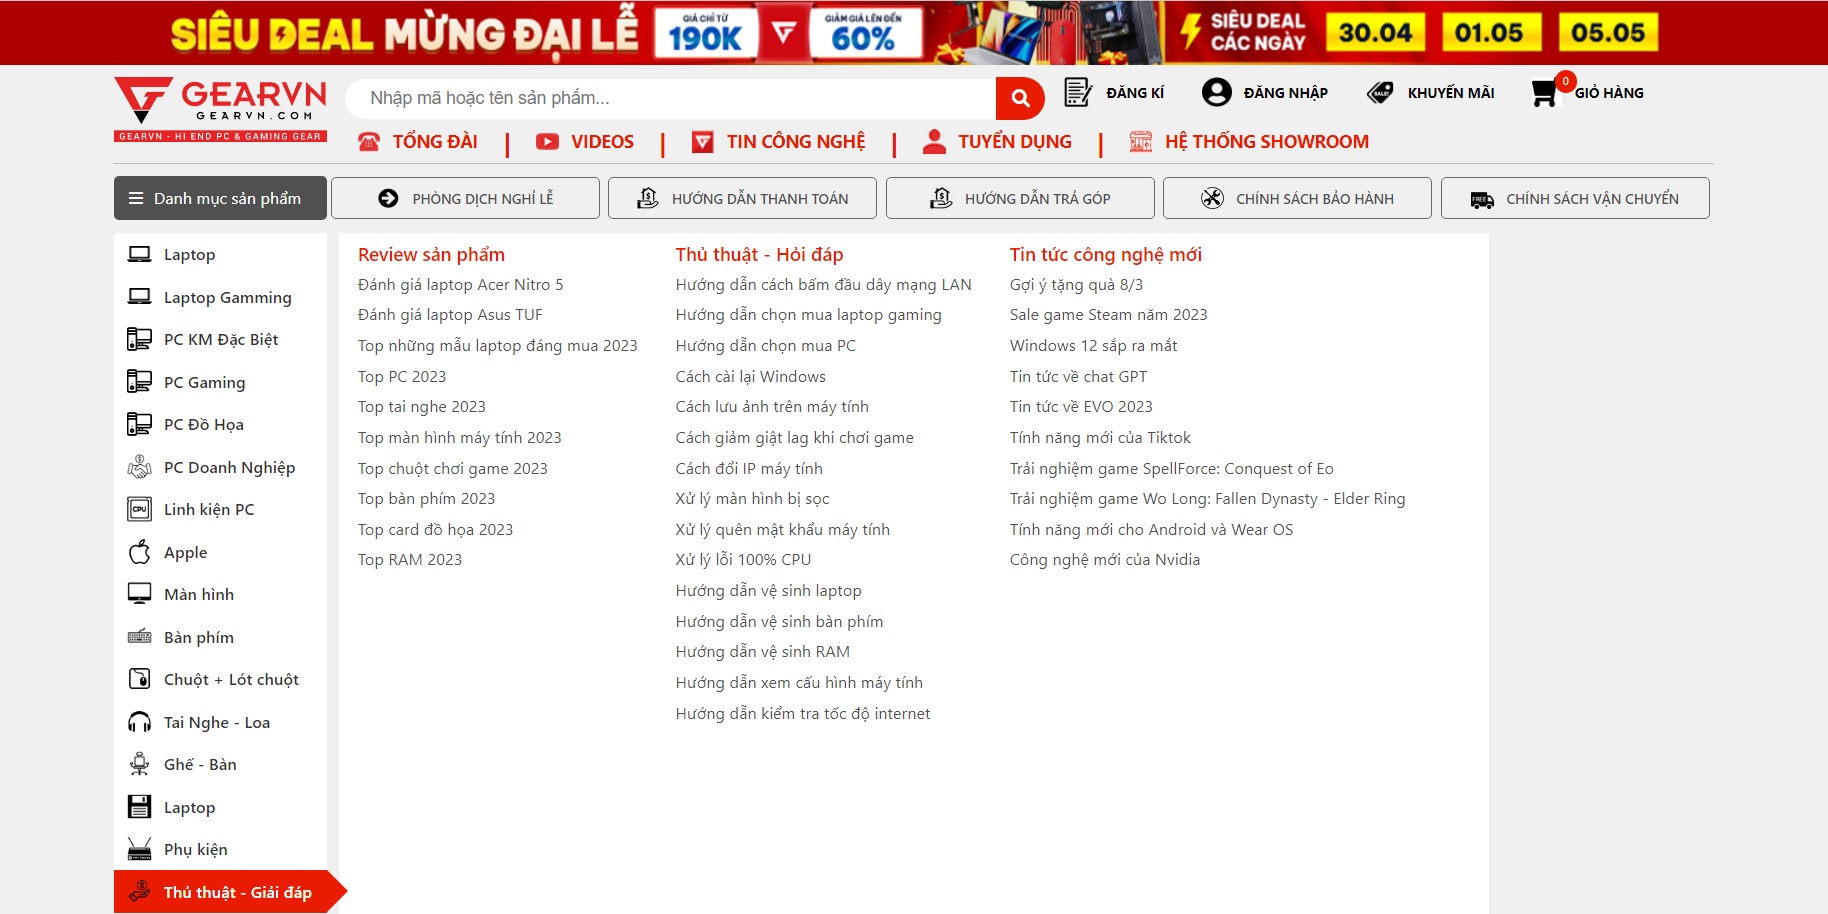 SIÊU DEAL MỪNG ĐẠI LỄ
GIÁ CHỈ TỪ
190K
GIẢM GIÁ LÊN ĐẾN
60%
SIÊU DEAL
CÁC NGÀY
30.04
01.05
05.05
GEARVN
GEARVN.COM
GEARVN - HI END PC & GAMING GEAR
Nhập mã hoặc tên sản phẩm...
ĐĂNG KÍ
ĐĂNG NHẬP
SALE
KHUYẾN MÃI
0
GIỎ HÀNG
TỔNG ĐÀI
VIDEOS
TIN CÔNG NGHỆ
TUYỂN DỤNG
HỆ THỐNG SHOWROOM
Danh mục sản phẩm
PHÒNG DỊCH NGHỈ LỄ
HƯỚNG DẪN THANH TOÁN
HƯỚNG DẪN TRẢ GÓP
CHÍNH SÁCH BẢO HÀNH
FREE
CHÍNH SÁCH VẬN CHUYỂN
Laptop
Laptop Gamming
PC KM Đặc Biệt
PC Gaming
PC Đồ Họa
PC Doanh Nghiệp
CPU
Linh kiện PC
Apple
Màn hình
Bàn phím
Chuột + Lót chuột
Tai Nghe - Loa
Ghế - Bàn
Laptop
Phụ kiện
Thủ thuật - Giải đáp
Review sản phẩm
Đánh giá laptop Acer Nitro 5
Đánh giá laptop Asus TUF
Top những mẫu laptop đáng mua 2023
Top PC 2023
Top tai nghe 2023
Top màn hình máy tính 2023
Top chuột chơi game 2023
Top bàn phím 2023
Top card đồ họa 2023
Top RAM 2023
Thủ thuật - Hỏi đáp
Hướng dẫn cách bấm đầu dây mạng LAN
Hướng dẫn chọn mua laptop gaming
Hướng dẫn chọn mua PC
Cách cài lại Windows
Cách lưu ảnh trên máy tính
Cách giảm giật lag khi chơi game
Cách đổi IP máy tính
Xử lý màn hình bị sọc
Xử lý quên mật khẩu máy tính
Xử lý lỗi 100% CPU
Hướng dẫn vệ sinh laptop
Hướng dẫn vệ sinh bàn phím
Hướng dẫn vệ sinh RAM
Hướng dẫn xem cấu hình máy tính
Hướng dẫn kiểm tra tốc độ internet
Tin tức công nghệ mới
Gợi ý tặng quà 8/3
Sale game Steam năm 2023
Windows 12 sắp ra mắt
Tin tức về chat GPT
Tin tức về EVO 2023
Tính năng mới của Tiktok
Trải nghiệm game SpellForce: Conquest of Eo
Trải nghiệm game Wo Long: Fallen Dynasty - Elder Ring
Tính năng mới cho Android và Wear OS
Công nghệ mới của Nvidia